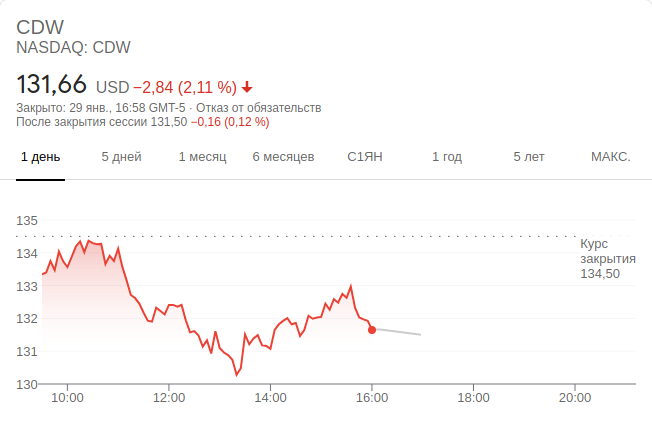 CDW
NASDAQ: CDW
131,66 USD −2,84 (2,11 %)
Закрыто: 29 янв., 16:58 GMT-5 · Отказ от обязательств
После закрытия сессии 131,50 −0,16 (0,12 %)
1 день 5 дней 1 месяц 6 месяцев С1ЯН 1 год 5 лет МАКС.
135
134
133
132
131
130
Курс
закрытия
134,50
10:00 12:00 14:00 16:00 18:00 20:00